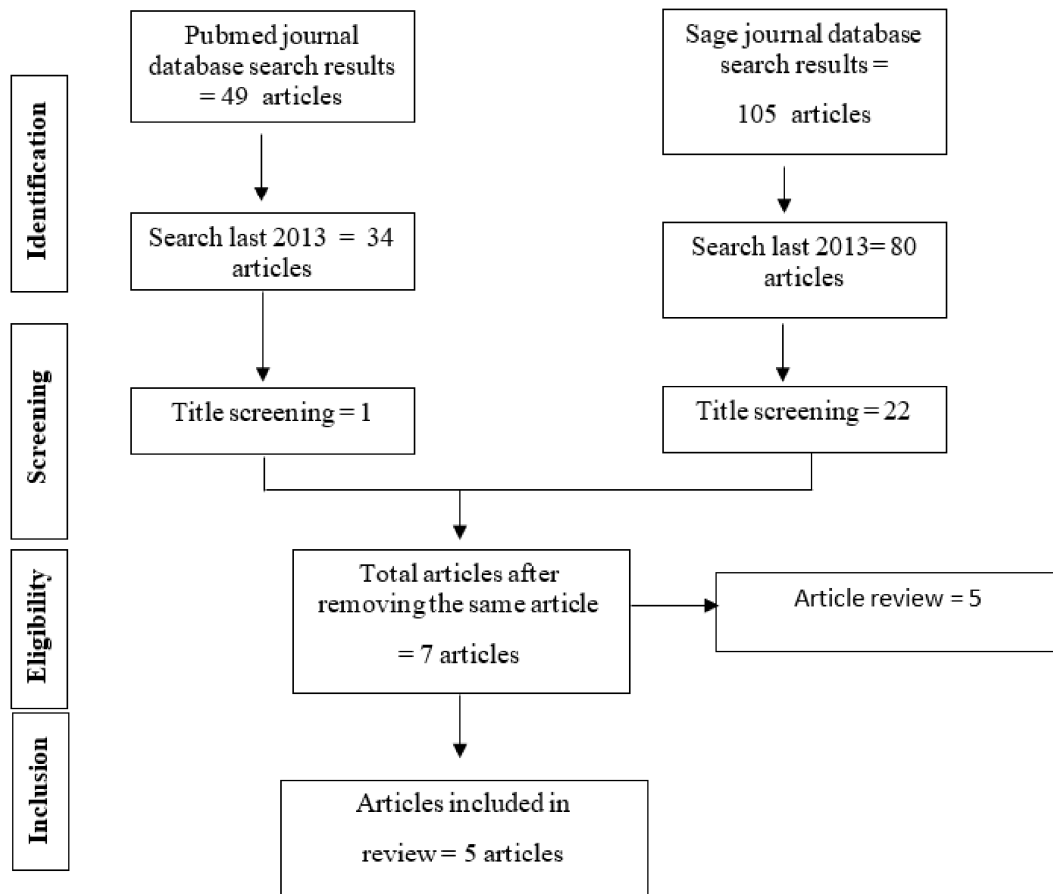 Pubmed journal
database search results
= 49 articles
Sage journal database
search results =
105 articles
Identification
Search last 2013 = 34
articles
Search last 2013= 80
articles
Screening
Title screening = 1
Title screening = 22
Eligibility
Total articles after
removing the same article
= 7 articles
Article review = 5
Inclusion
Articles included in
review = 5 articles